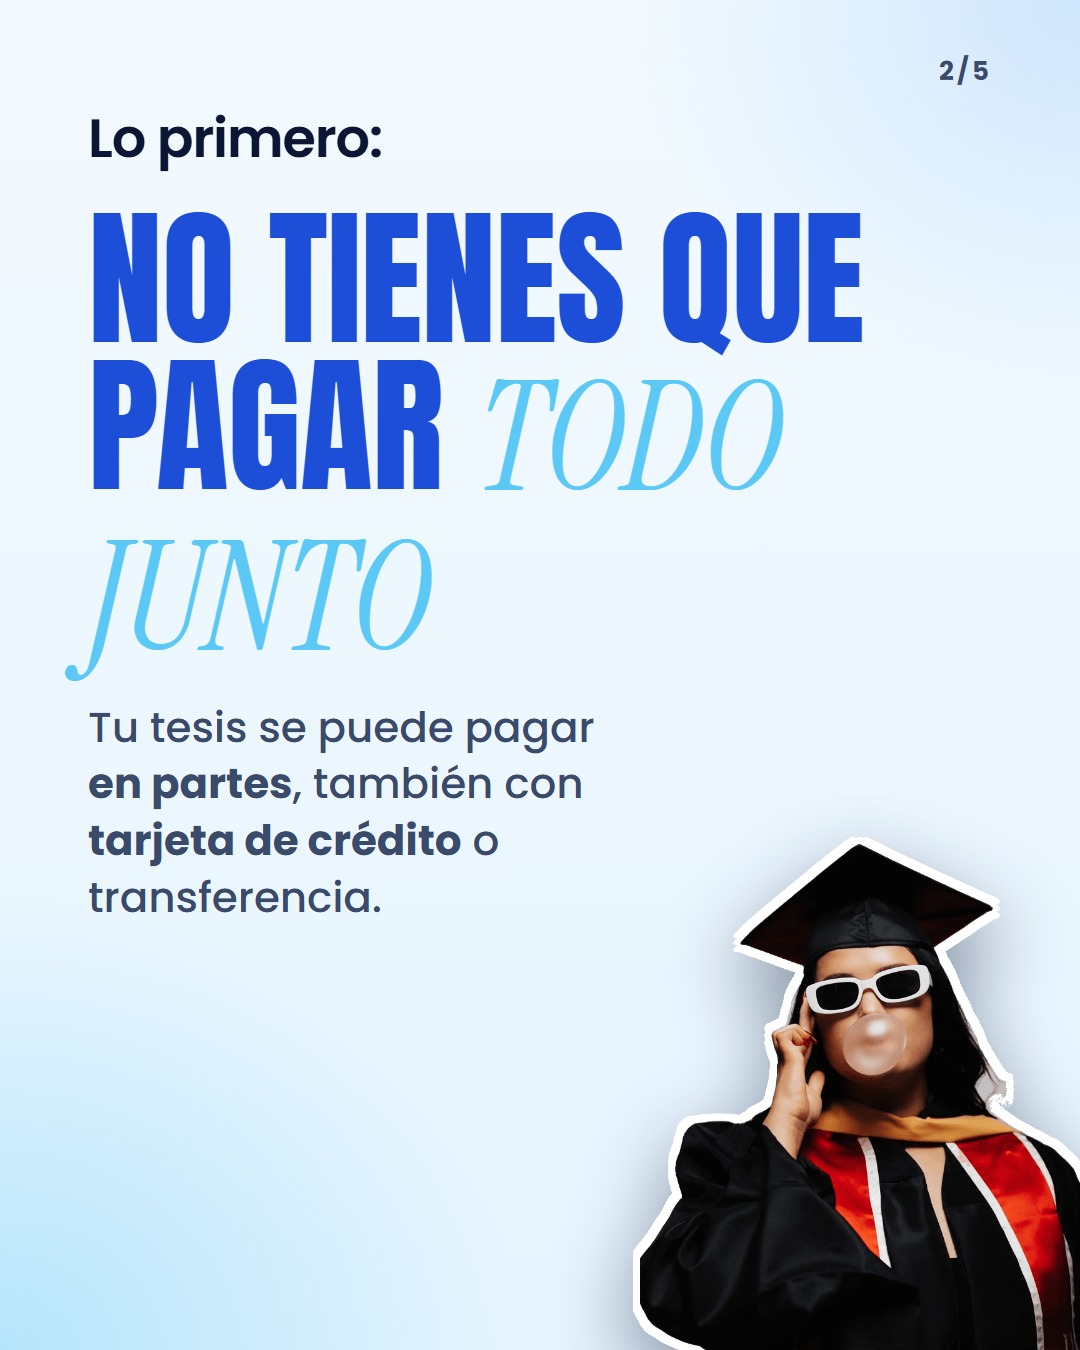 2/5
Lo primero:
NO TIENES QUE
PAGAR TODO
JUNTO
Tu tesis se puede pagar
en partes, también con
tarjeta de crédito o
transferencia.